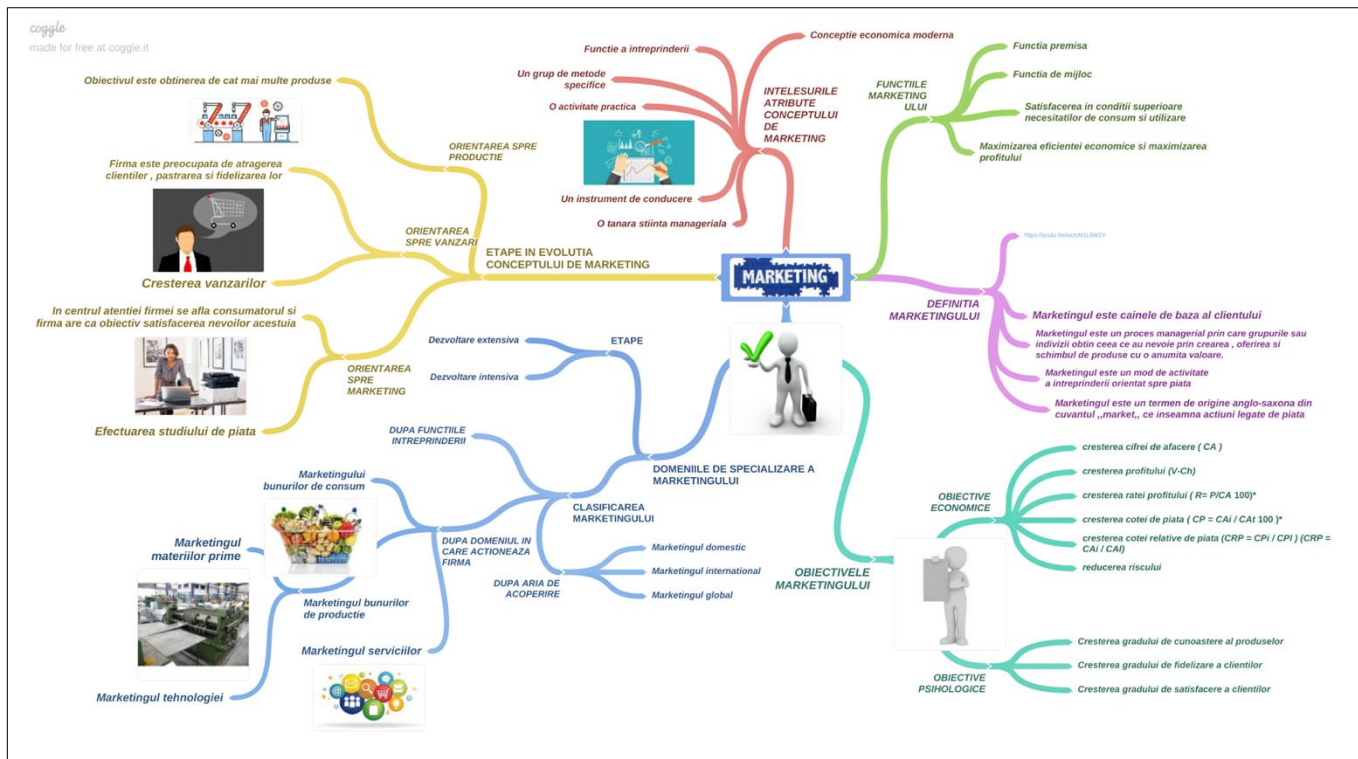 coggle
made for free at coggle.it
Conceptie economica moderna
Functie a intreprinderii
Un grup de metode
specifice
O activitate practica
Un instrument de conducere
O tanara stiinta manageriala
INTELESURILE
ATRIBUTE
CONCEPTULUI
DE
MARKETING
FUNCTIILE
MARKETING
ULUI
Functia premisa
Functia de mijloc
Satisfacerea in conditii superioare
necesitatilor de consum si utilizare
Maximizarea eficientei economice si maximizarea
profitului
Obiectivul este obtinerea de cat mai multe produse
ORIENTAREA SPRE
PRODUCTIE
Firma este preocupata de atragerea
clientiler , pastrarea si fidelizarea lor
ORIENTAREA
SPRE VANZARI
Cresterea vanzarilor
ETAPE IN EVOLUTIA
CONCEPTULUI DE MARKETING
In centrul atentiei firmei se afla consumatorul si
firma are ca obiectiv satisfacerea nevoilor acestuia
ORIENTAREA
SPRE
MARKETING
Efectuarea studiului de piata
MARKETING
DEFINITIA
MARKETINGULUI
Marketingul este cainele de baza al clientului
Marketingul este un proces managerial prin care grupurile sau
indivizii obtin ceea ce au nevoie prin crearea , oferirea si
schimbul de produse cu o anumita valoare.
Marketingul este un mod de activitate
a intreprinderii orientat spre piata
Marketingul este un termen de origine anglo-saxona din
cuvantul ,,market,, ce inseamna actiuni legate de piata
Dezvoltare extensiva
ETAPE
Dezvoltare intensiva
DUPA FUNCTIILE
INTREPRINDERII
DOMENIILE DE SPECIALIZARE A
MARKETINGULUI
CLASIFICAREA
MARKETINGULUI
Marketingului
bunurilor de consum
DUPA DOMENIUL IN
CARE ACTIONEAZA
FIRMA
Marketingul
materiilor prime
Marketingul bunurilor
de productie
Marketingul serviciilor
Marketingul tehnologiei
DUPA ARIA DE
ACOPERIRE
Marketingul domestic
Marketingul international
Marketingul global
OBIECTIVELE
MARKETINGULUI
OBIECTIVE
ECONOMICE
cresterea cifrei de afacere ( CA )
cresterea profitului (V-Ch)
cresterea ratei profitului ( R= P/CA 100)*
cresterea cotei de piata ( CP = CAi / CAt 100 )*
cresterea cotei relative de piata (CRP = CPi / CPl ) (CRP =
CAi / CAl)
reducerea riscului
OBIECTIVE
PSIHOLOGICE
Cresterea gradului de cunoastere al produselor
Cresterea gradului de fidelizare a clientilor
Cresterea gradului de satisfacere a clientilor